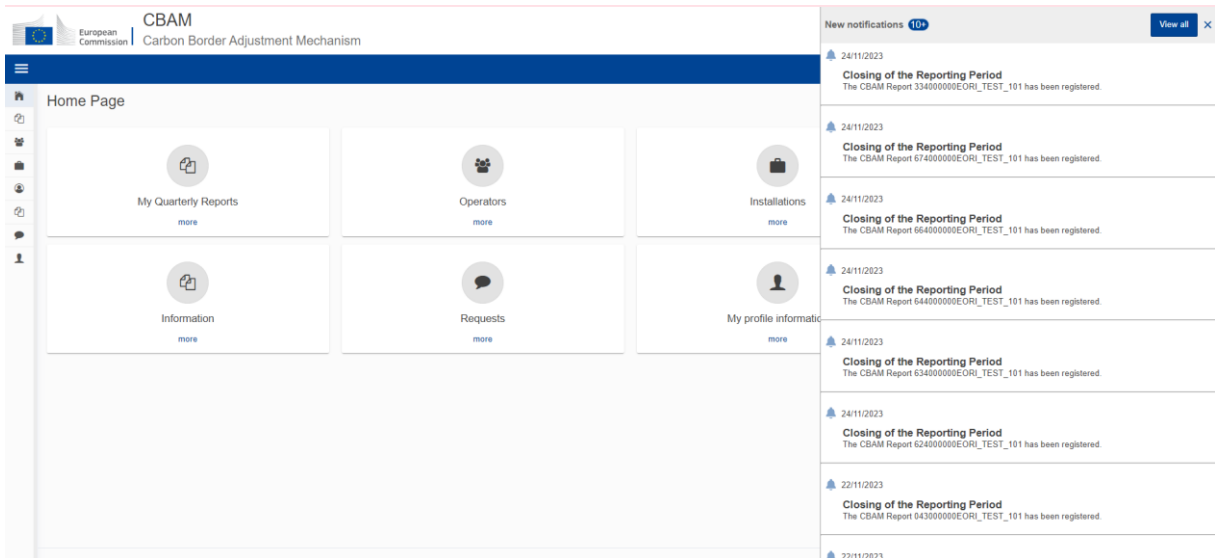 European
Commission
CBAM
Carbon Border Adjustment Mechanism
Home Page
My Quarterly Reports
more
Operators
more
Installations
more
Information
more
Requests
more
My profile informatio
more
New notifications 10+
View all
24/11/2023
Closing of the Reporting Period
The CBAM Report 334000000EORI_TEST_101 has been registered.
24/11/2023
Closing of the Reporting Period
The CBAM Report 674000000EORI_TEST_101 has been registered.
24/11/2023
Closing of the Reporting Period
The CBAM Report 664000000EORI_TEST_101 has been registered.
24/11/2023
Closing of the Reporting Period
The CBAM Report 644000000EORI_TEST_101 has been registered.
24/11/2023
Closing of the Reporting Period
The CBAM Report 634000000EORI_TEST_101 has been registered.
24/11/2023
Closing of the Reporting Period
The CBAM Report 624000000EORI_TEST_101 has been registered.
22/11/2023
Closing of the Reporting Period
The CBAM Report 043000000EORI_TEST_101 has been registered.
22/11/2023